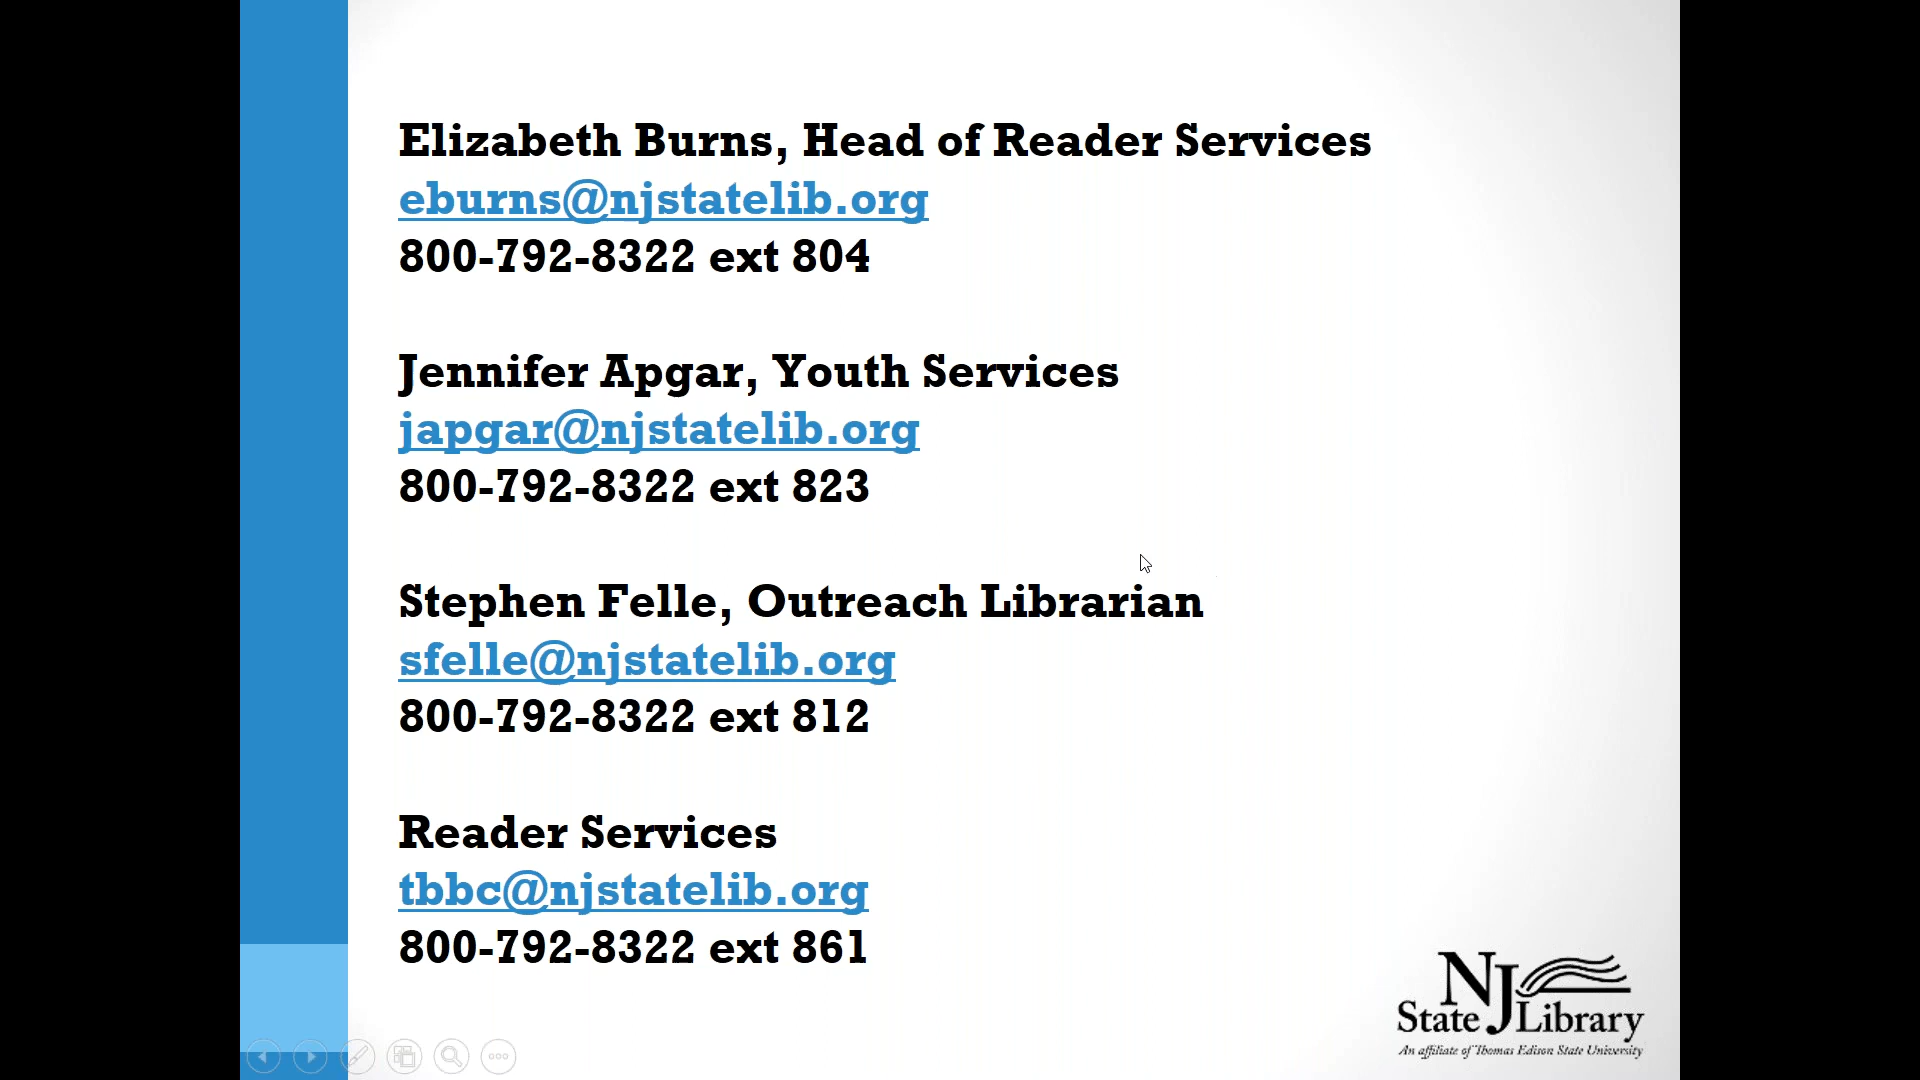 Elizabeth Burns, Head of Reader Services
eburns@njstatelib.org
800-792-8322 ext 804
Jennifer Apgar, Youth Services
japgar@njstatelib.org
800-792-8322 ext 823
Stephen Felle, Outreach Librarian
sfelle@njstatelib.org
800-792-8322 ext 812
Reader Services
tbbc@njstatelib.org
800-792-8322 ext 861
NJ
State Library
An affiliate of Thomas Edison State University